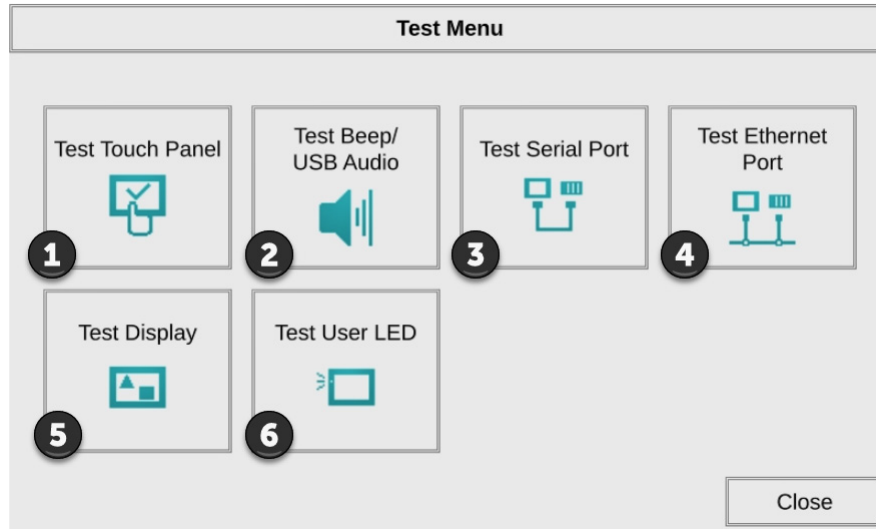 Test Menu
Test Touch Panel
1
Test Beep/
USB Audio
2
Test Serial Port
3
Test Ethernet
Port
4
Test Display
5
Test User LED
6
Close